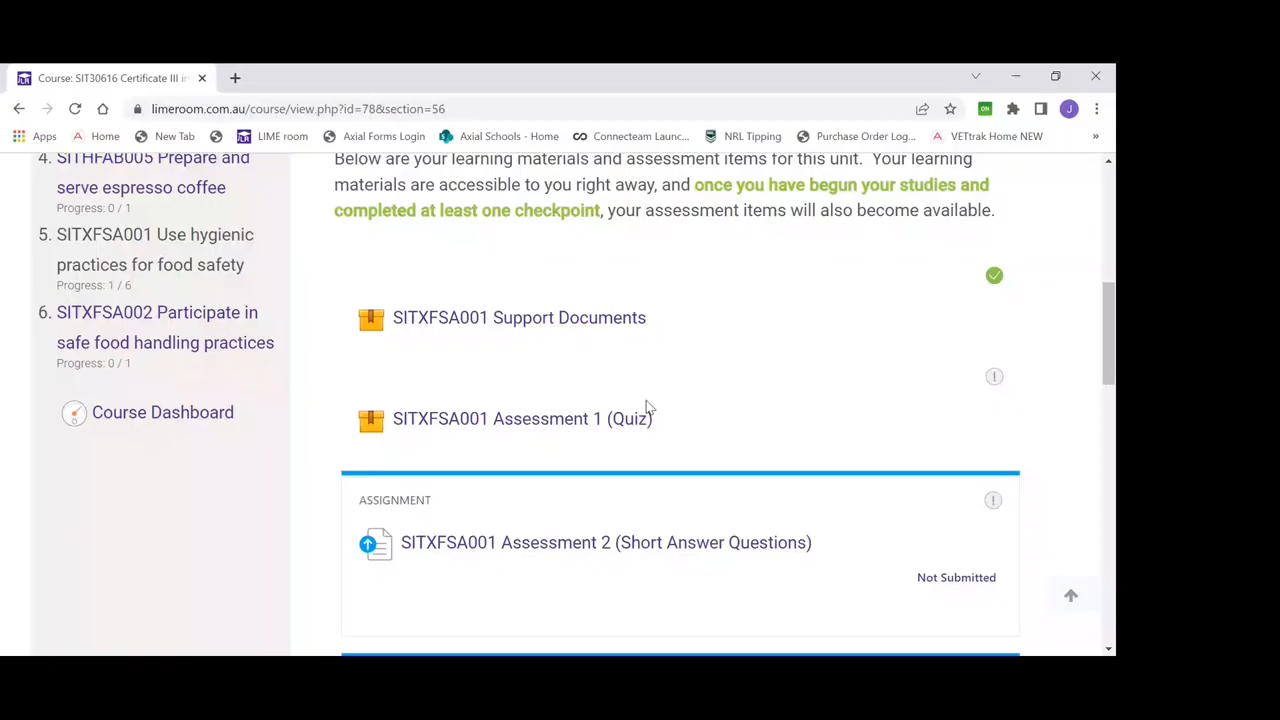 Course: SIT30616 Certificate III in
limeroom.com.au/course/view.php?id=78&section=56
ON
J
Apps
Home
New Tab
LIME room
Axial Forms Login
Axial Schools - Home
Connecteam Launc...
NRL Tipping
Purchase Order Log...
VETtrak Home NEW
»
4. SITHFAB005 Prepare and
serve espresso coffee
Progress: 0 / 1
5. SITXFSA001 Use hygienic
practices for food safety
Progress: 1 / 6
6. SITXFSA002 Participate in
safe food handling practices
Progress: 0 / 1
Course Dashboard
Below are your learning materials and assessment items for this unit. Your learning
materials are accessible to you right away, and once you have begun your studies and
completed at least one checkpoint, your assessment items will also become available.
SITXFSA001 Support Documents
SITXFSA001 Assessment 1 (Quiz)
ASSIGNMENT
SITXFSA001 Assessment 2 (Short Answer Questions)
Not Submitted